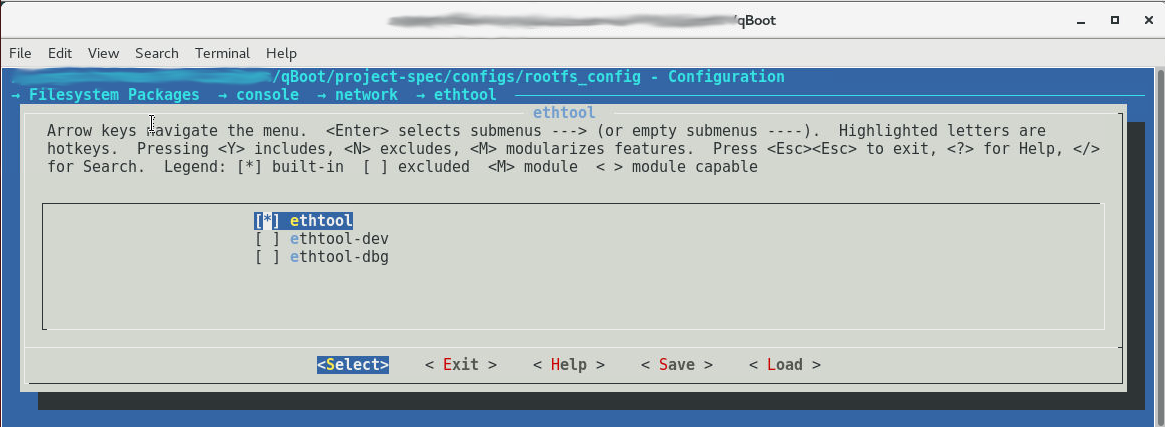 /qBoot
File Edit View Search Terminal Help
/qBoot/project-spec/configs/rootfs_config - Configuration
→ Filesystem Packages → console → network → ethtool
ethtool
Arrow keys navigate the menu. <Enter> selects submenus ---> (or empty submenus ----). Highlighted letters are
hotkeys. Pressing <Y> includes, <N> excludes, <M> modularizes features. Press <Esc><Esc> to exit, <?> for Help, </>
for Search. Legend: [*] built-in [ ] excluded <M> module < > module capable
[*] ethtool
[ ] ethtool-dev
[ ] ethtool-dbg
<Select> < Exit > < Help > < Save > < Load >